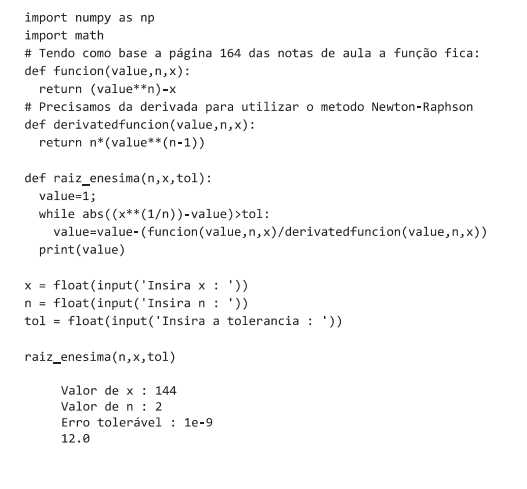 import numpy as np
import math
# Tendo como base a página 164 das notas de aula a função fica:
def funcion(value,n,x):
  return (value**n)-x
# Precisamos da derivada para utilizar o metodo Newton-Raphson
def derivatedfuncion(value,n,x):
  return n*(value**(n-1))

def raiz_enesima(n,x,tol):
  value=1;
  while abs((x**(1/n))-value)>tol:
    value=value-(funcion(value,n,x)/derivatedfuncion(value,n,x))
  print(value)

x = float(input('Insira x : '))
n = float(input('Insira n : '))
tol = float(input('Insira a tolerancia : '))

raiz_enesima(n,x,tol)

Valor de x : 144
Valor de n : 2
Erro tolerável : 1e-9
12.0